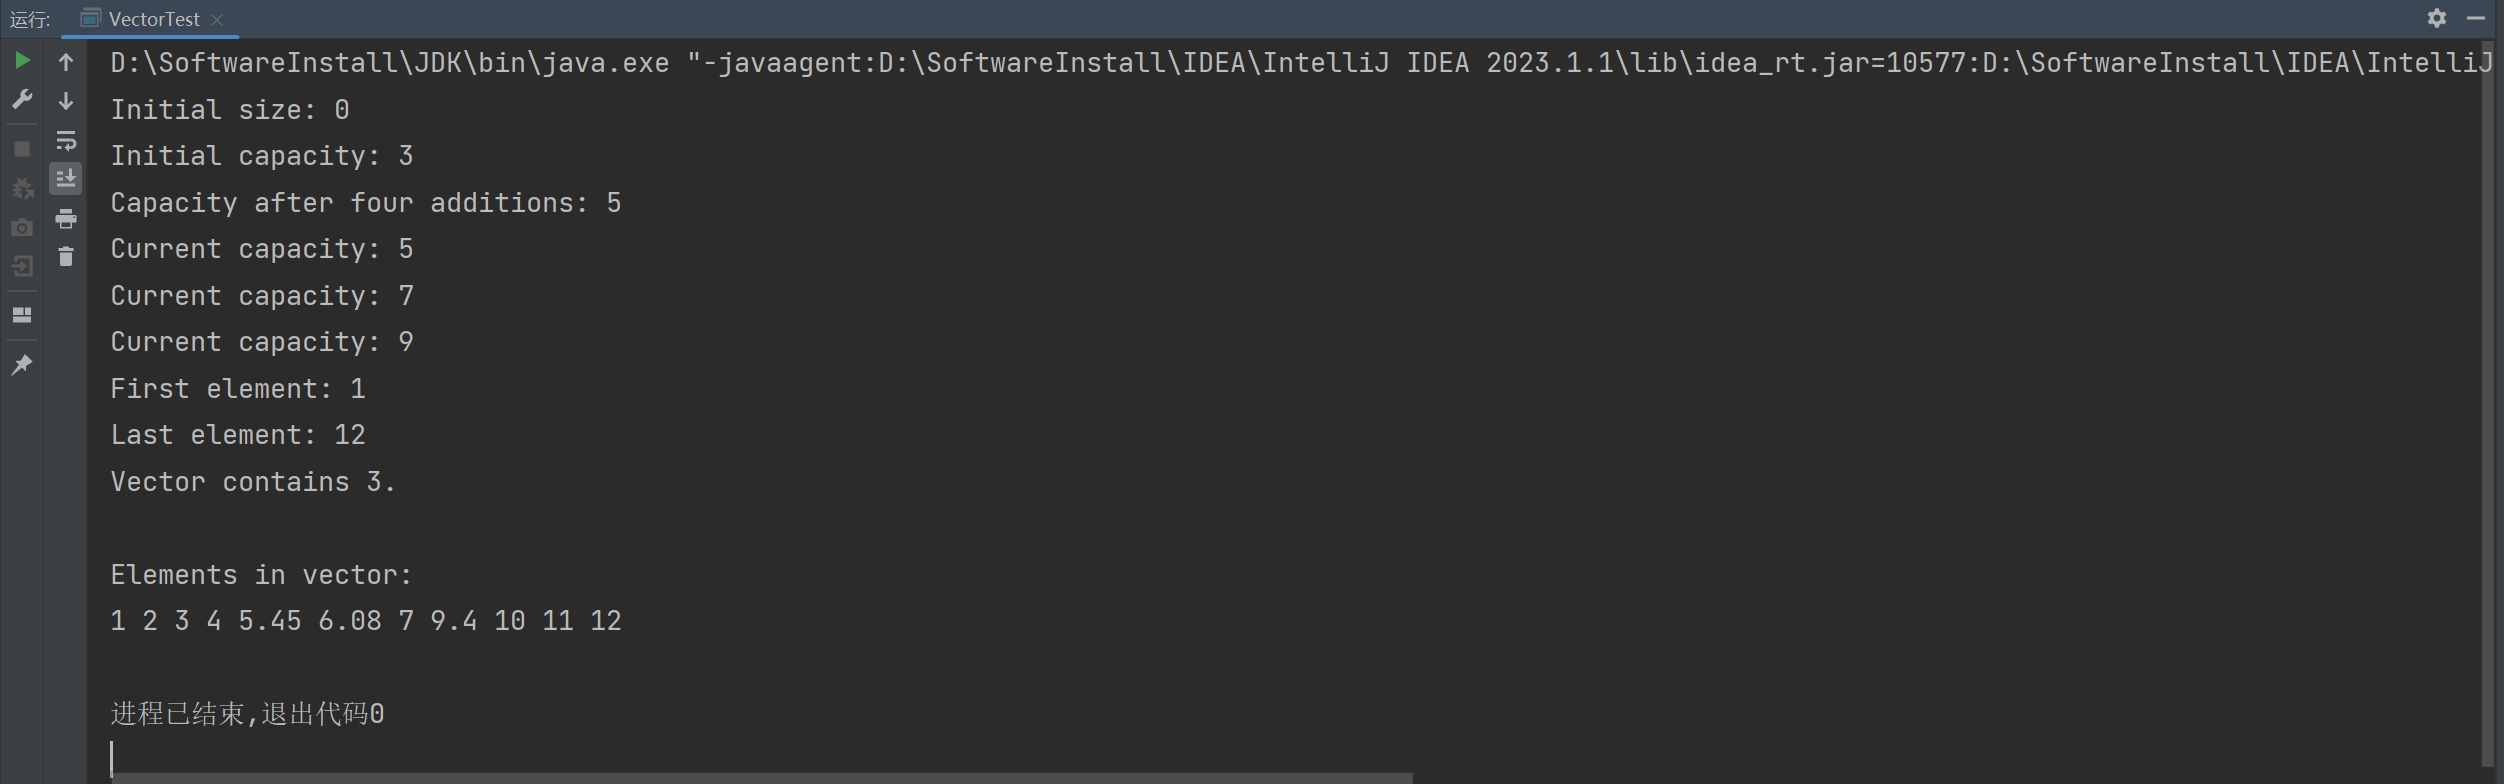 运行: VectorTest
D:\SoftwareInstall\JDK\bin\java.exe "-javaagent:D:\SoftwareInstall\IDEA\IntelliJ IDEA 2023.1.1\lib\idea_rt.jar=10577:D:\SoftwareInstall\IDEA\IntelliJ
Initial size: 0
Initial capacity: 3
Capacity after four additions: 5
Current capacity: 5
Current capacity: 7
Current capacity: 9
First element: 1
Last element: 12
Vector contains 3.
Elements in vector:
1 2 3 4 5.45 6.08 7 9.4 10 11 12
进程已结束,退出代码0